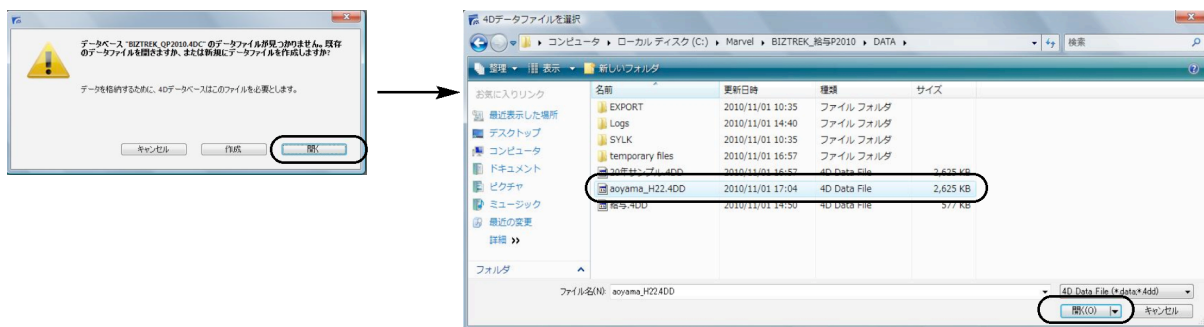 データベース "BIZTREK_QP2010.4DC" のデータファイルが見つかりません。既存
のデータファイルを開きますか、または新規にデータファイルを作成しますか?
データを格納するために、4Dデータベースはこのファイルを必要とします。
キャンセル 作成 開く
4Dデータファイルを選択
コンピュータ ▸ ローカル ディスク (C:) ▸ Marvel ▸ BIZTREK_給与P2010 ▸ DATA ▸
検索
整理 表示 新しいフォルダ
お気に入りリンク
最近表示した場所
デスクトップ
コンピュータ
ドキュメント
ピクチャ
ミュージック
最近の変更
詳細 >>
フォルダ
名前 更新日時 種類 サイズ
EXPORT 2010/11/01 10:35 ファイル フォルダ
Logs 2010/11/01 14:40 ファイル フォルダ
SYLK 2010/11/01 10:35 ファイル フォルダ
temporary files 2010/11/01 16:57 ファイル フォルダ
20年サンプル.4DD 2010/11/01 16:57 4D Data File 2,625 KB
aoyama_H22.4DD 2010/11/01 17:04 4D Data File 2,625 KB
給与.4DD 2010/11/01 14:50 4D Data File 577 KB
ファイル名(N): aoyama_H22.4DD
4D Data File (*.data;*.4dd)
開く(O) キャンセル